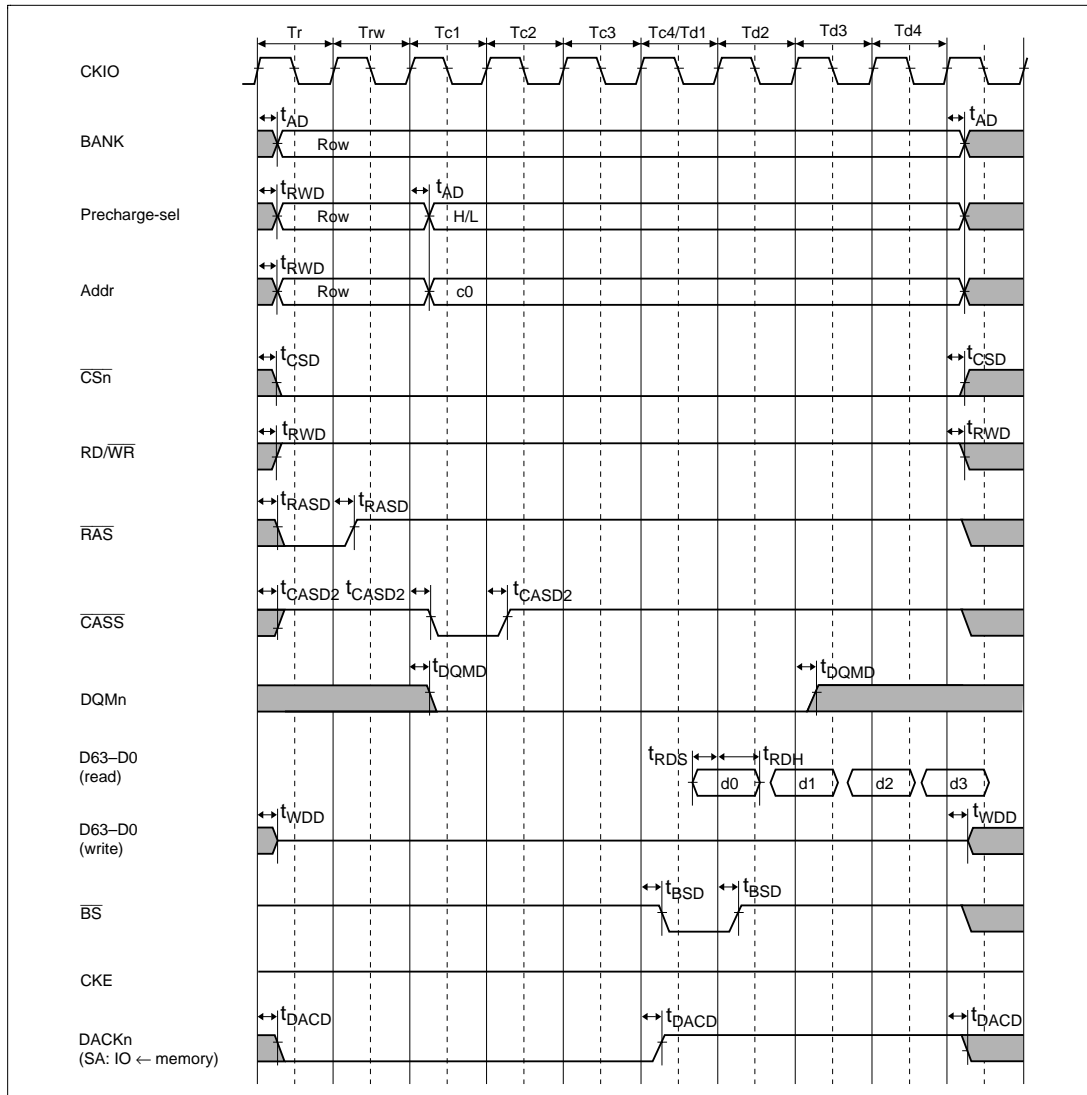 Tr Trw Tc1 Tc2 Tc3 Tc4/Td1 Td2 Td3 Td4
CKIO
tAD tAD
BANK Row
tRWD tAD
Precharge-sel Row H/L
tRWD
Addr Row c0
tCSD tCSD
CSn
tRWD tRWD
RD/WR
tRASD tRASD
RAS
tCASD2 tCASD2 tCASD2
CASS
tDQMD tDQMD
DQMn
D63–D0
(read)
tRDS tRDH
d0 d1 d2 d3
tWDD tWDD
D63–D0
(write)
tBSD tBSD
BS
CKE
tDACD tDACD tDACD
DACKn
(SA: IO ← memory)